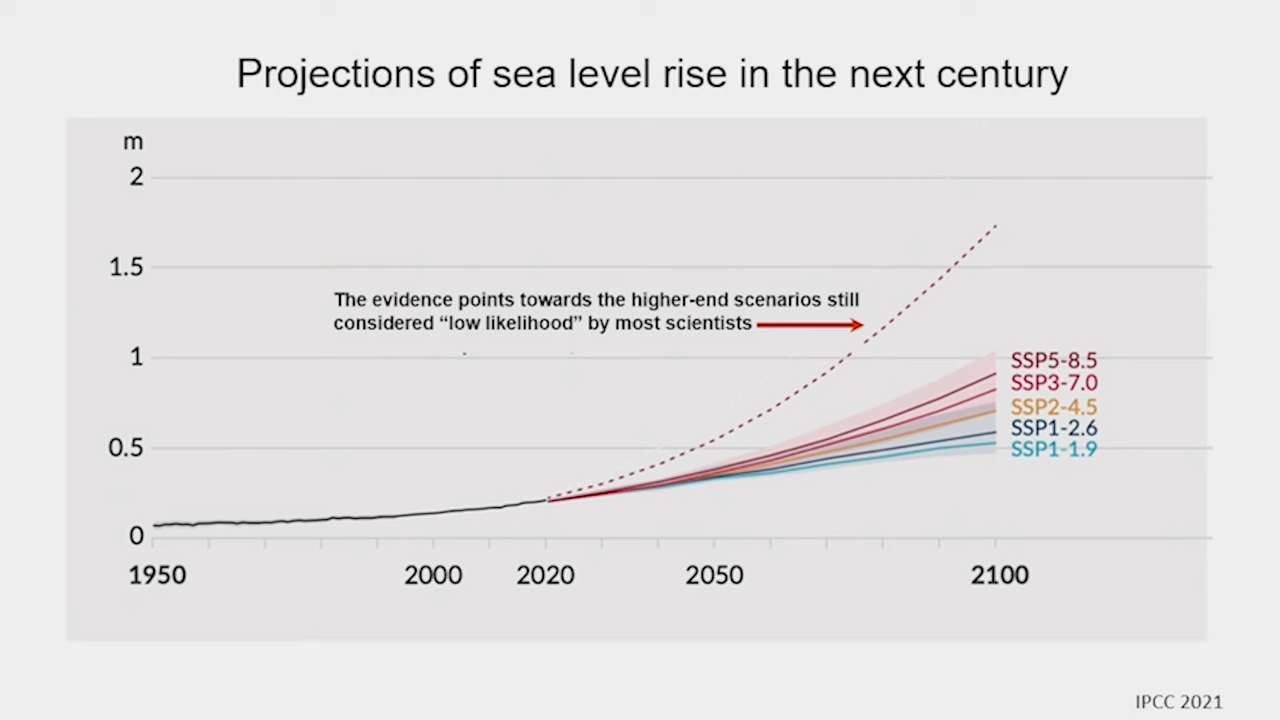 Projections of sea level rise in the next century
m
2
1.5
The evidence points towards the higher-end scenarios still
considered “low likelihood” by most scientists
1
SSP5-8.5
SSP3-7.0
SSP2-4.5
SSP1-2.6
SSP1-1.9
0.5
0
1950 2000 2020 2050 2100
IPCC 2021